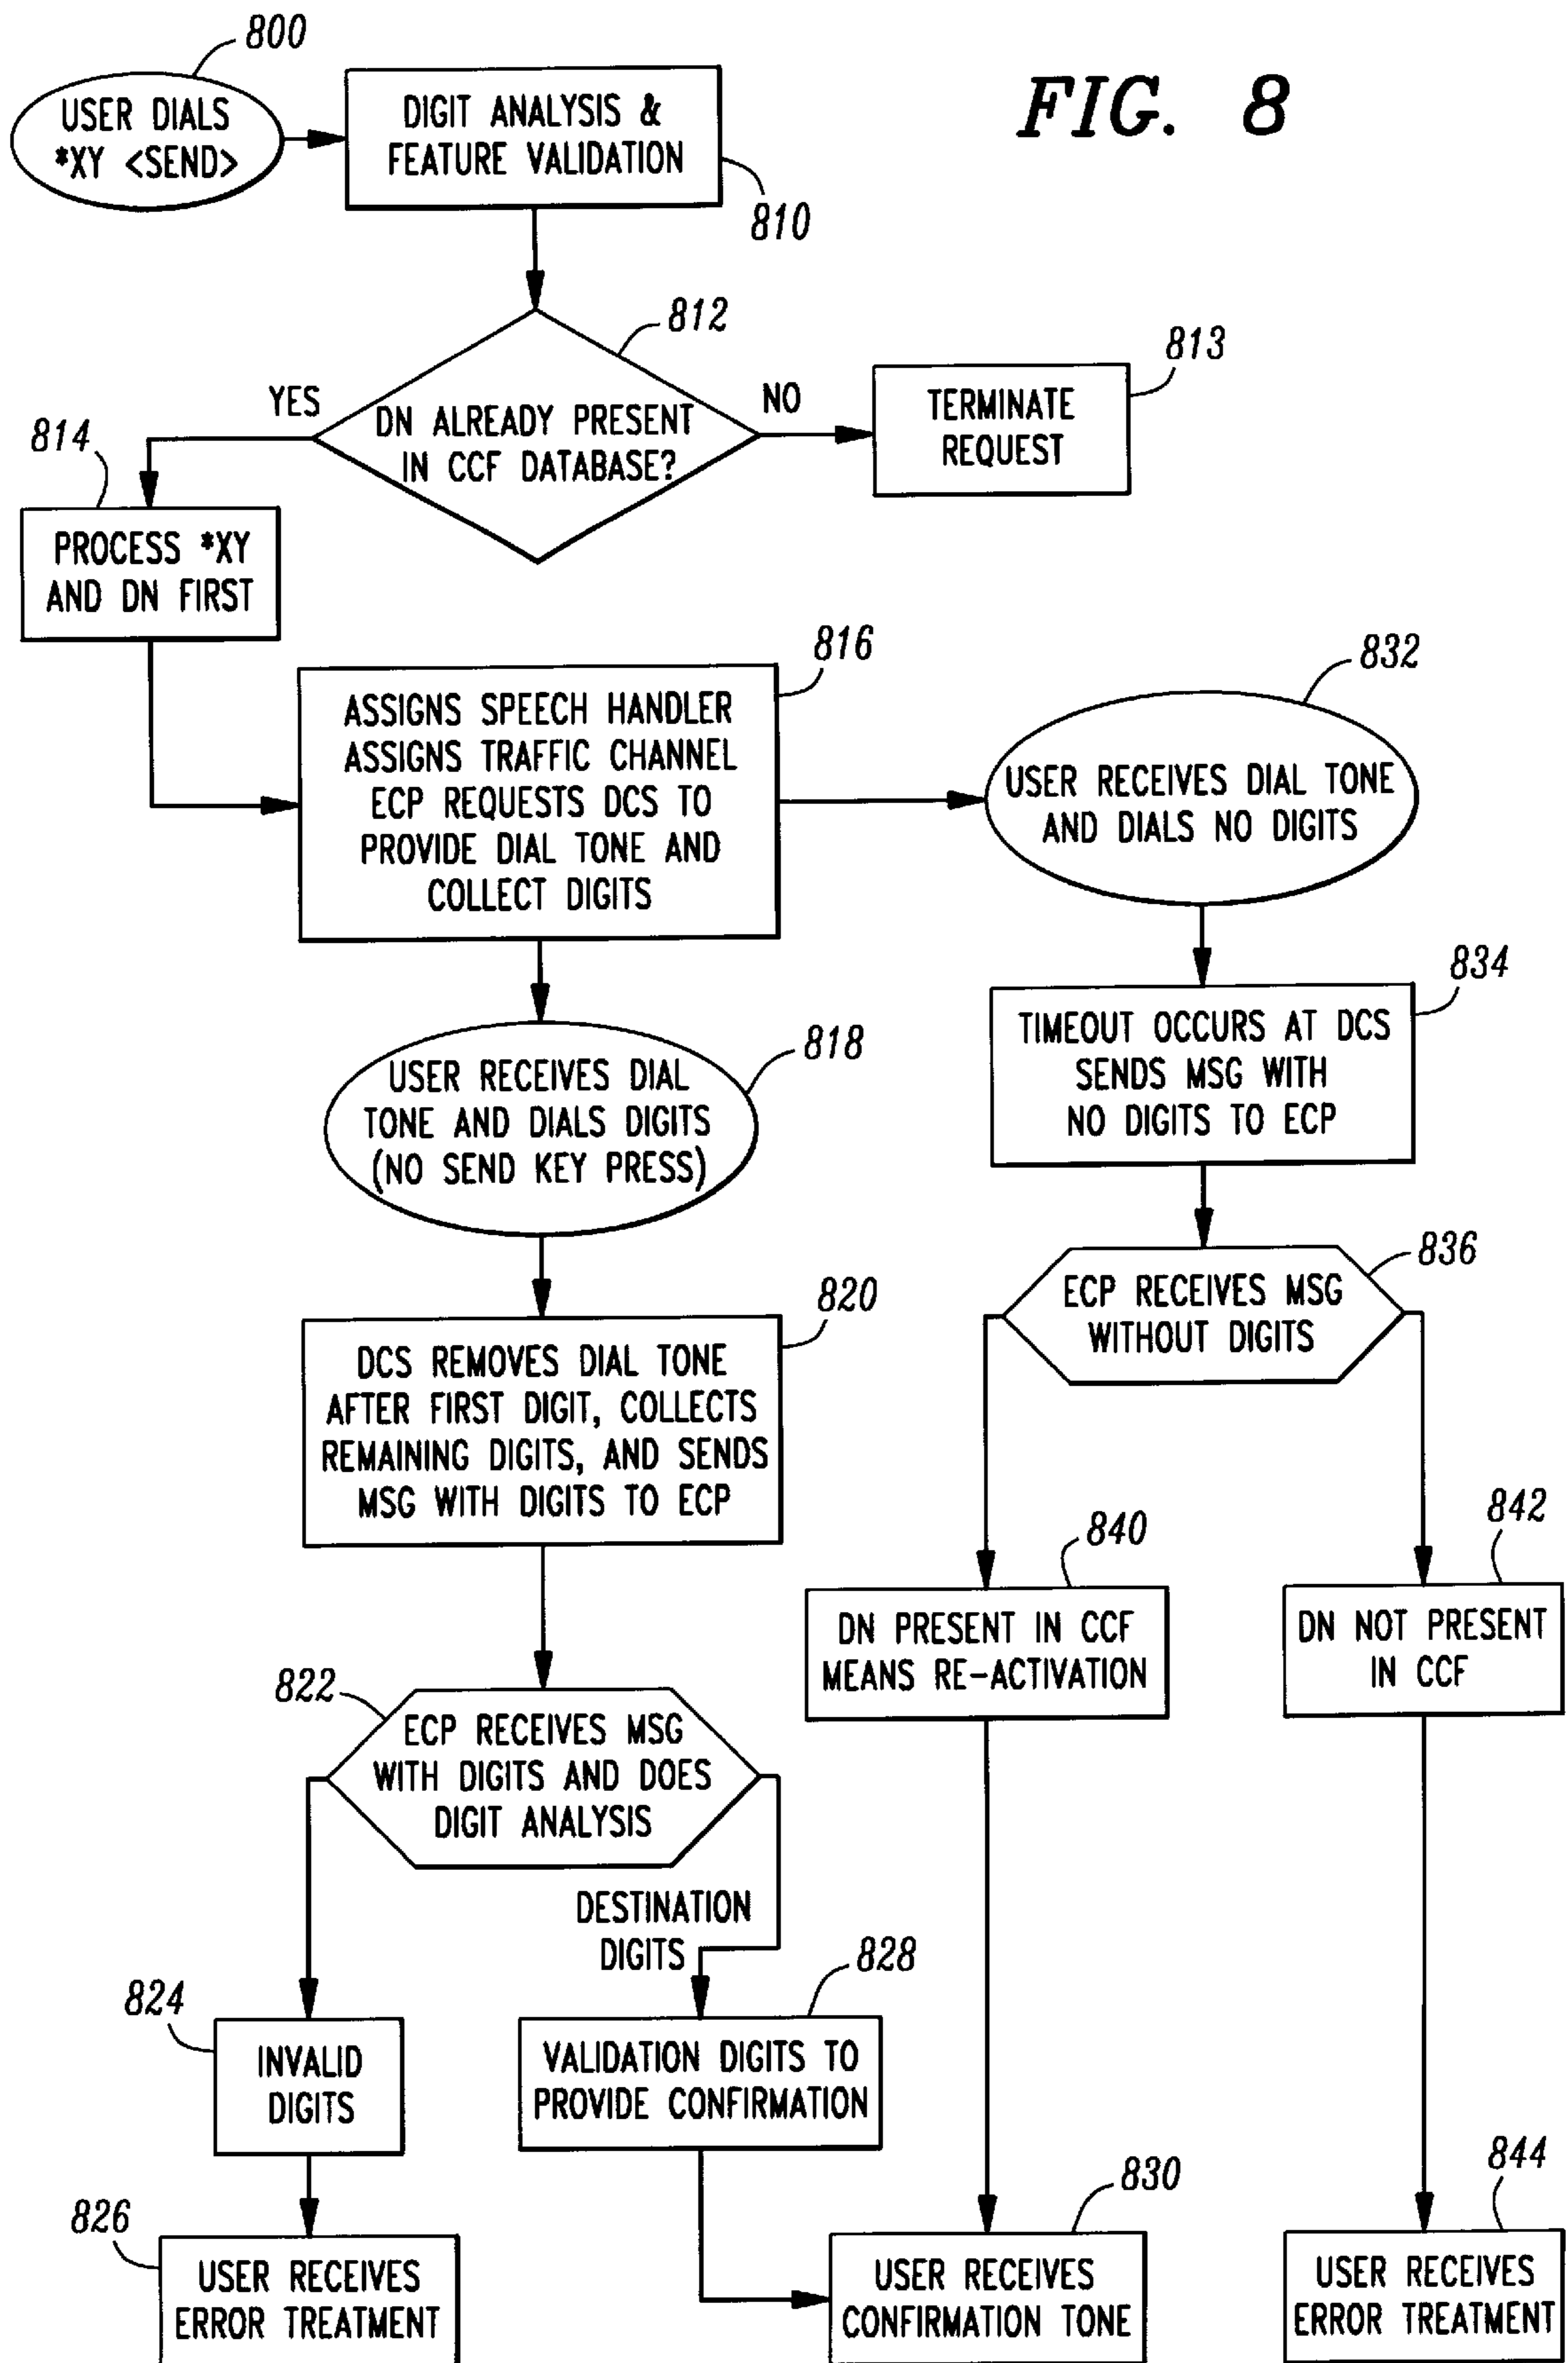 FIG. 8
800
USER DIALS
*XY <SEND>
DIGIT ANALYSIS &
FEATURE VALIDATION
810
812
DN ALREADY PRESENT
IN CCF DATABASE?
YES
NO
813
TERMINATE
REQUEST
814
PROCESS *XY
AND DN FIRST
816
ASSIGNS SPEECH HANDLER
ASSIGNS TRAFFIC CHANNEL
ECP REQUESTS DCS TO
PROVIDE DIAL TONE AND
COLLECT DIGITS
832
USER RECEIVES DIAL TONE
AND DIALS NO DIGITS
818
USER RECEIVES DIAL
TONE AND DIALS DIGITS
(NO SEND KEY PRESS)
834
TIMEOUT OCCURS AT DCS
SENDS MSG WITH
NO DIGITS TO ECP
820
DCS REMOVES DIAL TONE
AFTER FIRST DIGIT, COLLECTS
REMAINING DIGITS, AND SENDS
MSG WITH DIGITS TO ECP
836
ECP RECEIVES MSG
WITHOUT DIGITS
840
DN PRESENT IN CCF
MEANS RE-ACTIVATION
842
DN NOT PRESENT
IN CCF
822
ECP RECEIVES MSG
WITH DIGITS AND DOES
DIGIT ANALYSIS
DESTINATION
DIGITS
824
INVALID
DIGITS
828
VALIDATION DIGITS TO
PROVIDE CONFIRMATION
826
USER RECEIVES
ERROR TREATMENT
830
USER RECEIVES
CONFIRMATION TONE
844
USER RECEIVES
ERROR TREATMENT